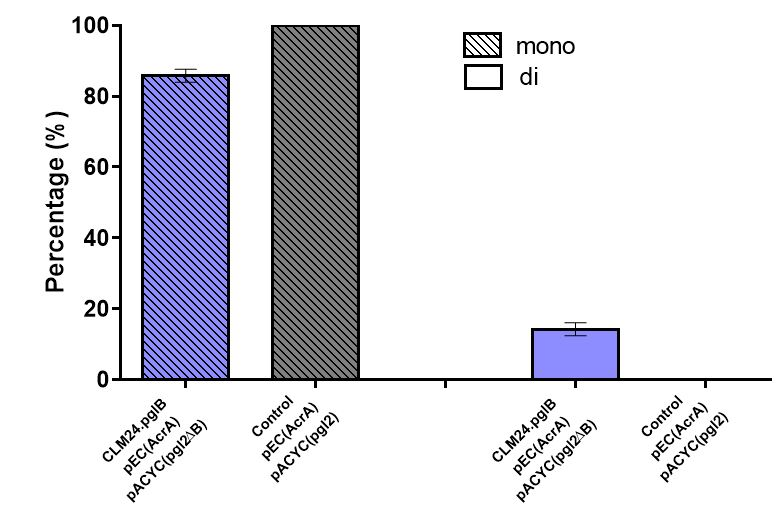 100
80
60
40
20
0
Percentage (%)
mono
di
CLM24.pglB
pEC(AcrA)
pACYC(pgl2ΔB)
Control
pEC(AcrA)
pACYC(pgl2)
CLM24.pglB
pEC(AcrA)
pACYC(pgl2ΔB)
Control
pEC(AcrA)
pACYC(pgl2)